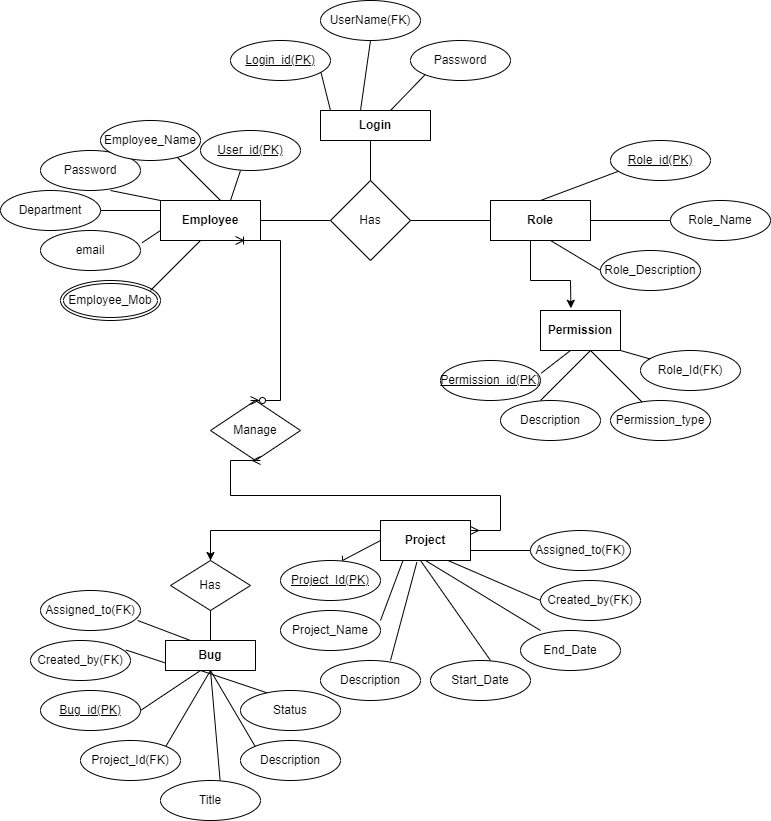 UserName(FK)
Login_id(PK)
Password
Login
Employee_Name
User_id(PK)
Password
Role_id(PK)
Department
Employee
Has
Role
Role_Name
email
Role_Description
Employee_Mob
Permission
Permission_id(PK)
Role_Id(FK)
Description
Permission_type
Manage
Project
Assigned_to(FK)
Has
Project_Id(PK)
Created_by(FK)
Assigned_to(FK)
Project_Name
End_Date
Bug
Created_by(FK)
Description
Start_Date
Bug_id(PK)
Status
Project_Id(FK)
Description
Title